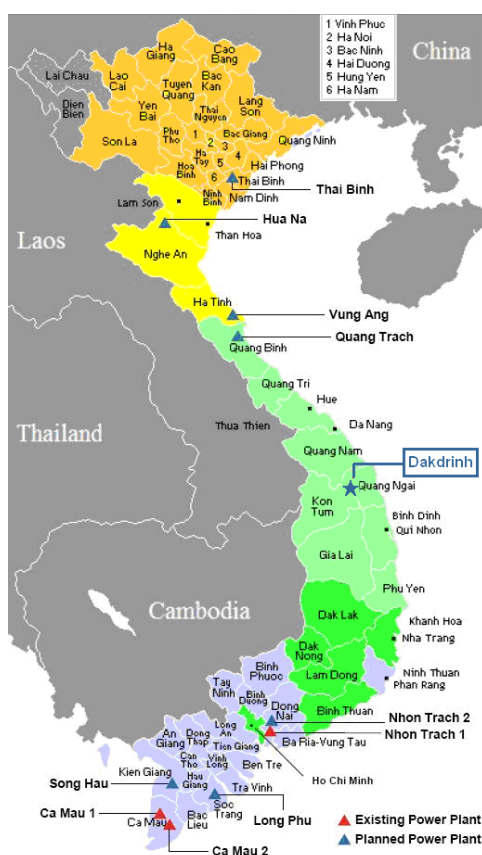 1 Vinh Phuc
2 Ha Noi
3 Bac Ninh
4 Hai Duong
5 Hung Yen
6 Ha Nam
China
Ha
Giang
Cao
Bang
Lai Chau
Lao
Cai
Bac
Kan
Tuyen
Quang
Lang
Son
Dien
Bien
Yen
Bai
Thai
Nguyen
Son La
Phu
Tho
1
2
3
Bac Giang
Quang Ninh
Ha
Tay
5
4
Hoa
Binh
6
Hai Phong
Thai Binh
Thai Binh
Ninh
Binh
Nam Dinh
Lam Son
Hua Na
Than Hoa
Laos
Nghe An
Ha Tinh
Vung Ang
Quang Trach
Quang Binh
Quang Tri
Hue
Thua Thien
Da Nang
Thailand
Quang Nam
Dakdrinh
Quang Ngai
Kon
Tum
Binh Dinh
Qui Nhon
Gia Lai
Phu Yen
Cambodia
Dak Lak
Khanh Hoa
Nha Trang
Dak
Nong
Lam Dong
Ninh Thuan
Phan Rang
Binh
Phuoc
Tay
Ninh
Binh
Duong
Dong
Nai
Binh Thuan
Nhon Trach 2
Nhon Trach 1
Ba Ria-Vung Tau
An
Giang
Dong
Thap
Long
An
Tien Giang
Ho Chi Minh
Can
Tho
Vinh
Long
Ben Tre
Kien Giang
Hau
Giang
Tra Vinh
Song Hau
Soc
Trang
Long Phu
Ca Mau 1
Ca Mau
Bac
Lieu
Ca Mau 2
Existing Power Plant
Planned Power Plant